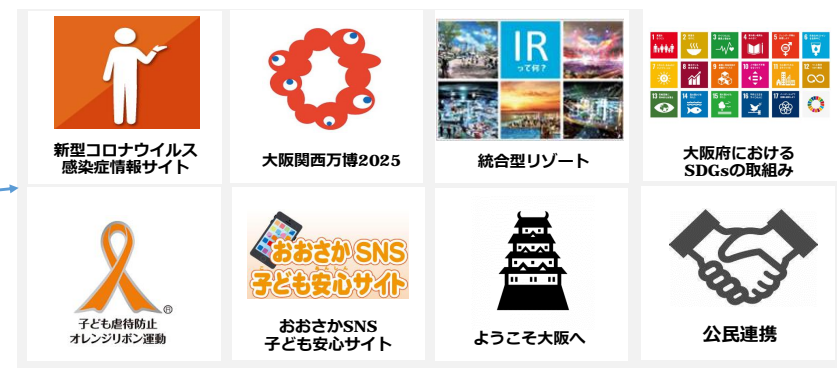 IR
って何?
新型コロナウイルス
感染症情報サイト
大阪関西万博2025
統合型リゾート
大阪府における
SDGsの取組み
子ども虐待防止
オレンジリボン運動
®
おおさか SNS
子ども安心サイト
おおさかSNS
子ども安心サイト
ようこそ大阪へ
公民連携